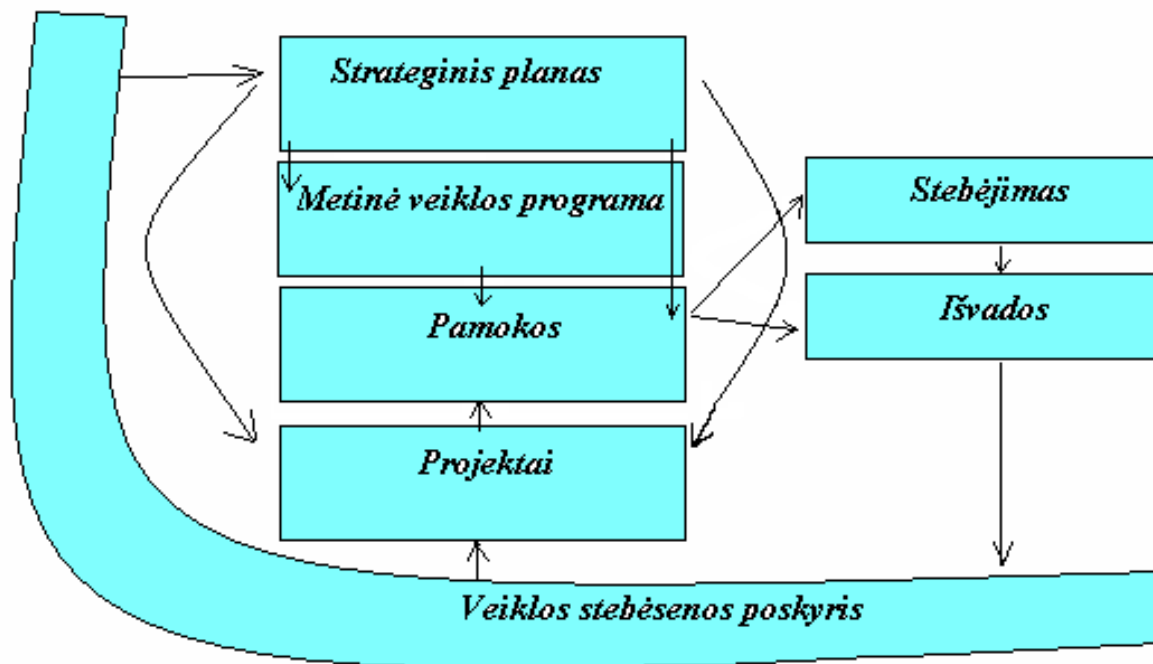 Strateginis planas
Metinė veiklos programa
Pamokos
Projektai
Stebėjimas
Išvados
Veiklos stebėsenos poskyris